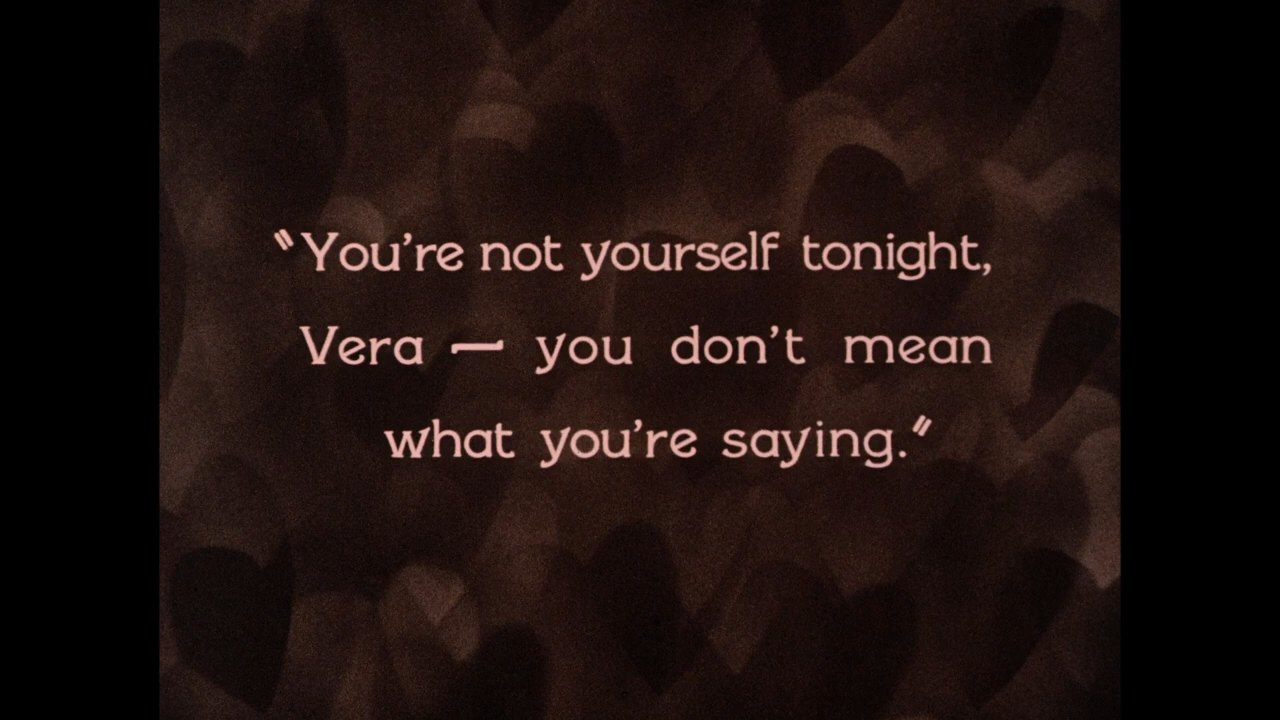 "You're not yourself tonight,
Vera — you don't mean
what you're saying."